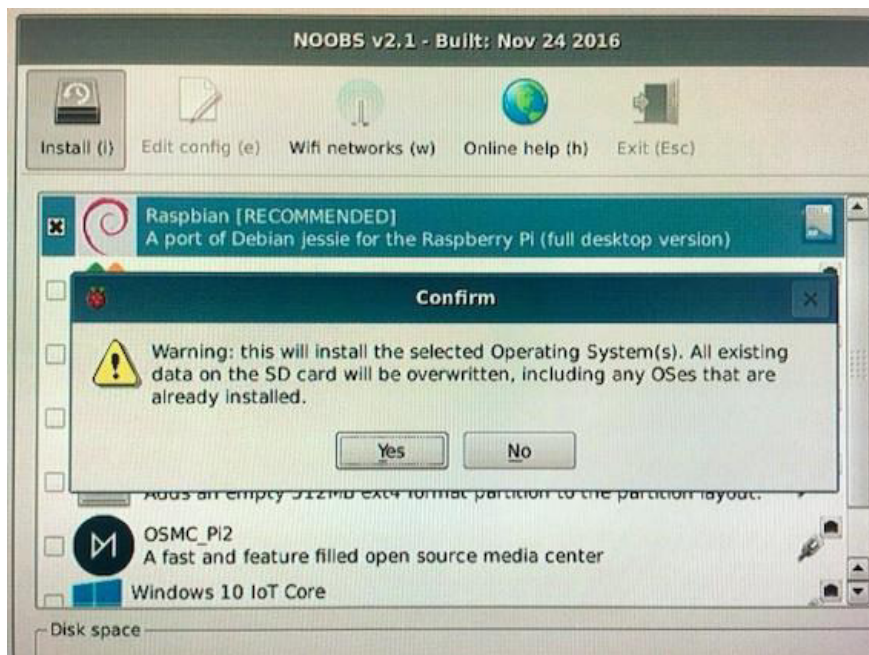 NOOBS v2.1 - Built: Nov 24 2016
Install (i) Edit config (e) Wifi networks (w) Online help (h) Exit (Esc)
Raspbian [RECOMMENDED]
A port of Debian jessie for the Raspberry Pi (full desktop version)
Confirm
Warning: this will install the selected Operating System(s). All existing
data on the SD card will be overwritten, including any OSes that are
already installed.
Yes No
Adds an empty 512Mb ext4 format partition to the partition layout.
OSMC_Pi2
A fast and feature filled open source media center
Windows 10 IoT Core
Disk space